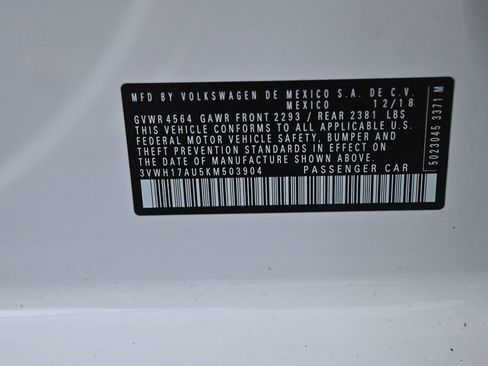 MFD BY VOLKSWAGEN DE MEXICO S.A. DE C.V.
MEXICO 12/18
GVWR 4564 GAWR FRONT 2293 / REAR 2381 LBS
THIS VEHICLE CONFORMS TO ALL APPLICABLE U.S.
FEDERAL MOTOR VEHICLE SAFETY, BUMPER AND
THEFT PREVENTION STANDARDS IN EFFECT ON THE
DATE OF MANUFACTURE SHOWN ABOVE.
3VWH17AU5KM503904 PASSENGER CAR
5023045 3371 M